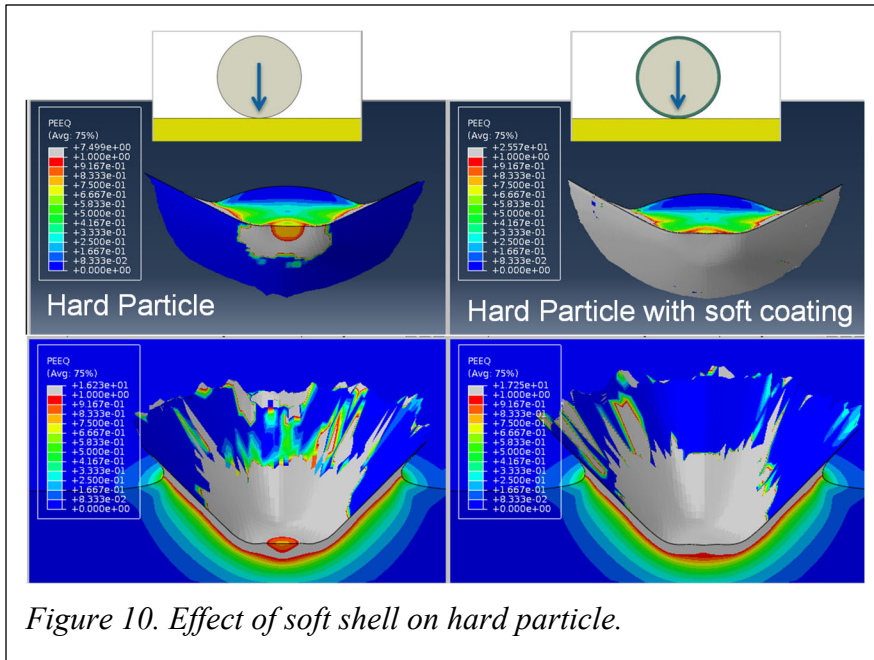 PEEQ
(Avg: 75%)
+7.499e+00
+1.000e+00
+9.167e-01
+8.333e-01
+7.500e-01
+6.667e-01
+5.833e-01
+5.000e-01
+4.167e-01
+3.333e-01
+2.500e-01
+1.667e-01
+8.333e-02
+0.000e+00
Hard Particle
PEEQ
(Avg: 75%)
+2.557e+01
+1.000e+00
+9.167e-01
+8.333e-01
+7.500e-01
+6.667e-01
+5.833e-01
+5.000e-01
+4.167e-01
+3.333e-01
+2.500e-01
+1.667e-01
+8.333e-02
+0.000e+00
Hard Particle with soft coating
PEEQ
(Avg: 75%)
+1.623e+01
+1.000e+00
+9.167e-01
+8.333e-01
+7.500e-01
+6.667e-01
+5.833e-01
+5.000e-01
+4.167e-01
+3.333e-01
+2.500e-01
+1.667e-01
+8.333e-02
+0.000e+00
PEEQ
(Avg: 75%)
+1.725e+01
+1.000e+00
+9.167e-01
+8.333e-01
+7.500e-01
+6.667e-01
+5.833e-01
+5.000e-01
+4.167e-01
+3.333e-01
+2.500e-01
+1.667e-01
+8.333e-02
+0.000e+00
Figure 10. Effect of soft shell on hard particle.